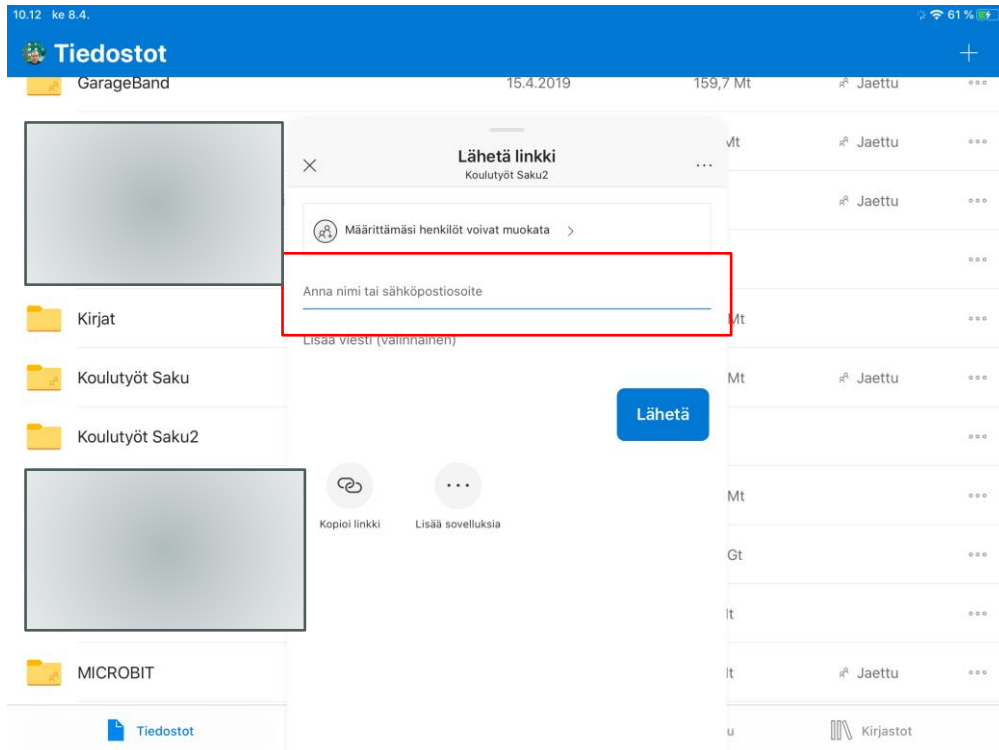 10.12 ke 8.4. 61 %
Tiedostot
GarageBand 15.4.2019 159,7 Mt Jaettu
Mt Jaettu
Lähetä linkki
Koulutyöt Saku2
Jaettu
Määrittämäsi henkilöt voivat muokata
Anna nimi tai sähköpostiosoite
Kirjat Mt
Lisää viesti (valinnainen)
Koulutyöt Saku Mt Jaettu
Lähetä
Koulutyöt Saku2
Mt
Kopioi linkki Lisää sovelluksia
Gt
lt
MICROBIT lt Jaettu
Tiedostot u Kirjastot